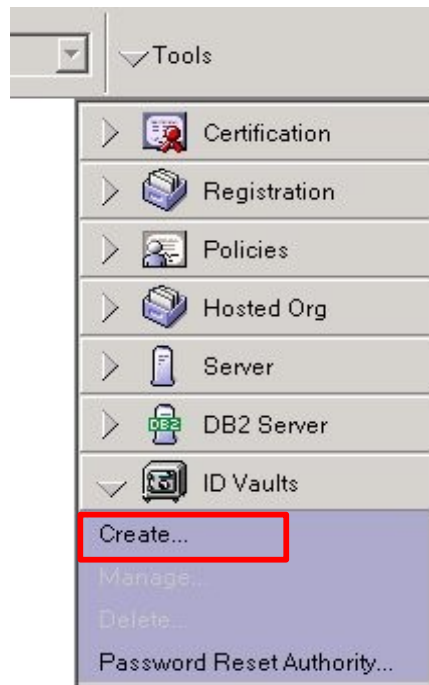 Tools
Certification
Registration
Policies
Hosted Org
Server
DB2
DB2 Server
ID Vaults
Create...
Manage...
Delete...
Password Reset Authority...